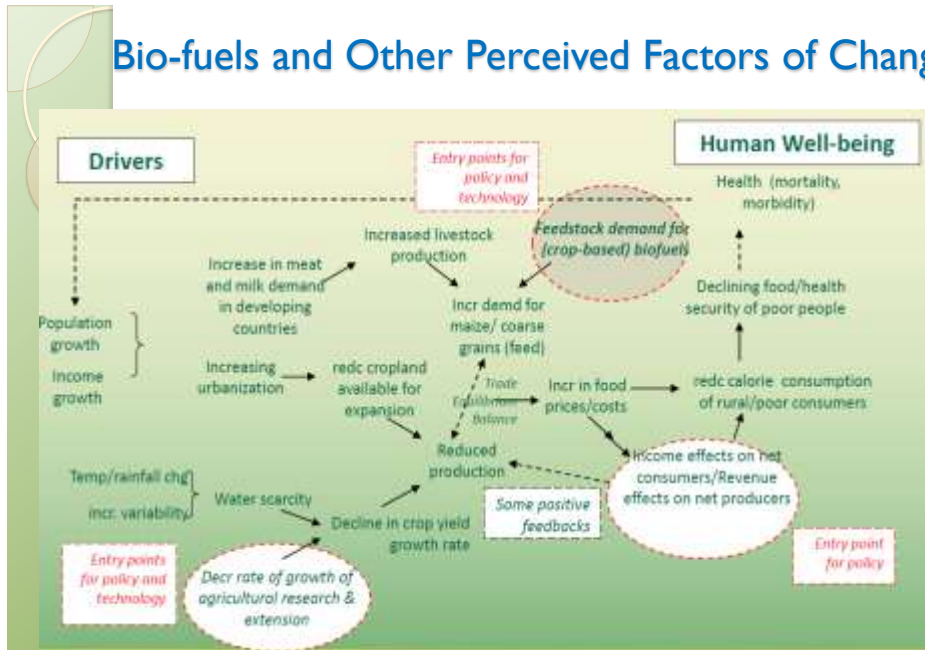 Bio-fuels and Other Perceived Factors of Chang
Drivers
Entry points for
policy and
technology
Human Well-being
Health (mortality,
morbidity)
Feedstock demand for
(crop-based) biofuels
Increased livestock
production
Increase in meat
and milk demand
in developing
countries
Declining food/health
security of poor people
Population
growth
Income
growth
Incr demd for
maize/ coarse
grains (feed)
Increasing
urbanization
redc cropland
available for
expansion
Trade
Equilibrium
Balance
Incr in food
prices/costs
redc calorie consumption
of rural/poor consumers
Reduced
production
Income effects on net
consumers/Revenue
effects on net producers
Temp/rainfall chg
incr. variability
Water scarcity
Some positive
feedbacks
Decline in crop yield
growth rate
Entry points
for policy and
technology
Decr rate of growth of
agricultural research &
extension
Entry point
for policy